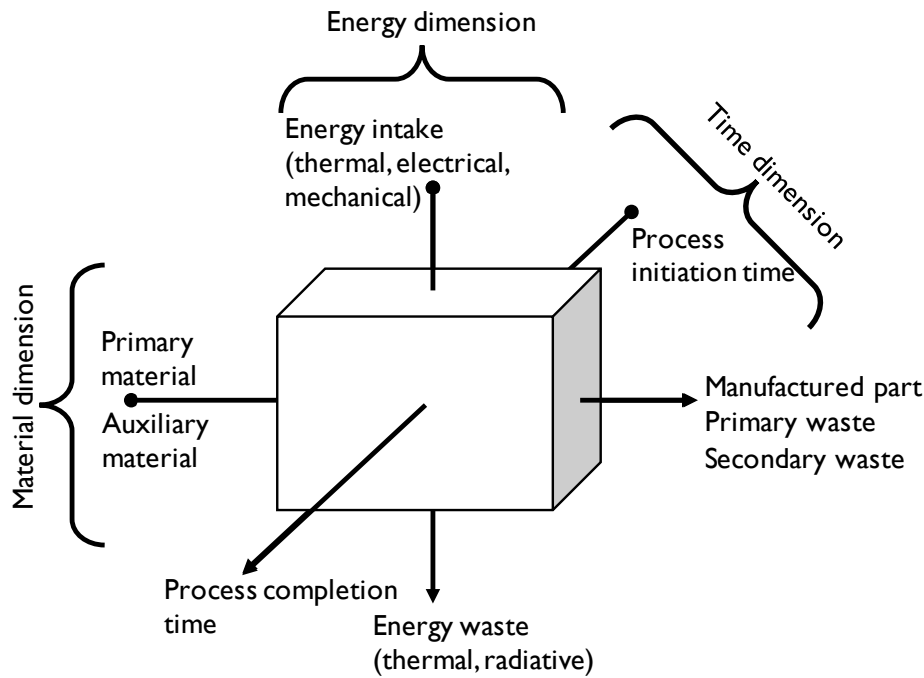 Energy dimension
Energy intake
(thermal, electrical,
mechanical)
Time dimension
Process
initiation time
Material dimension
Primary
material
Auxiliary
material
Manufactured part
Primary waste
Secondary waste
Process completion
time
Energy waste
(thermal, radiative)